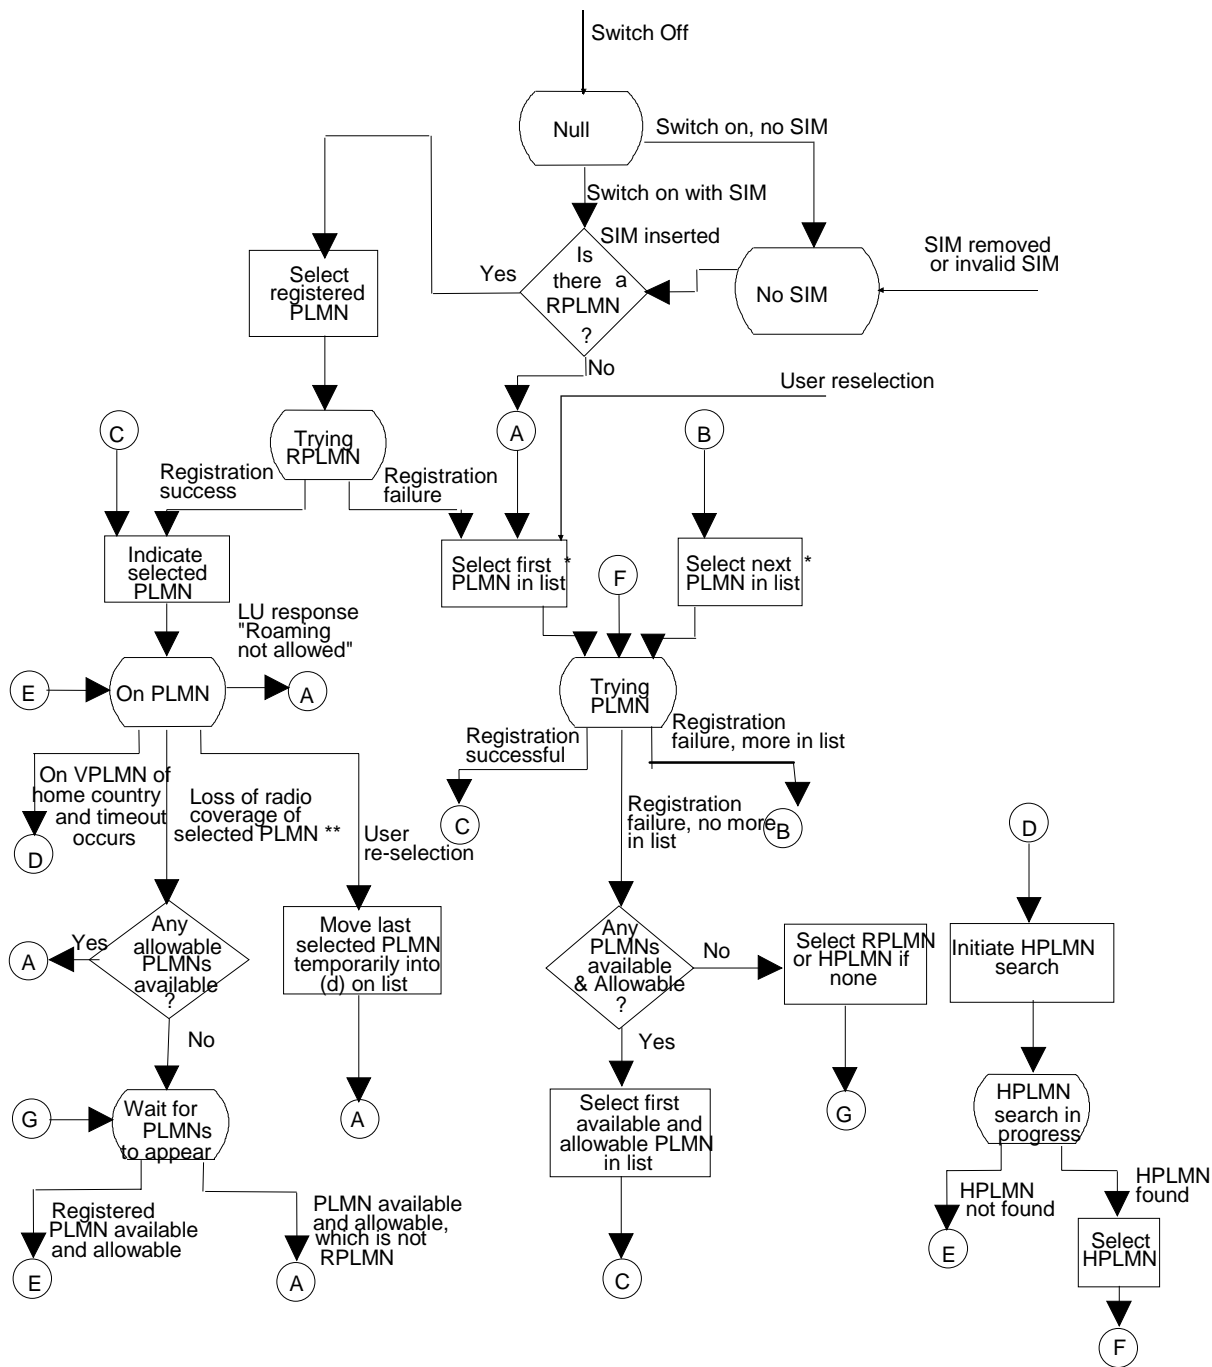 Switch Off
Null
Switch on, no SIM
Switch on with SIM
SIM inserted
SIM removed
or invalid SIM
Is
there a
RPLMN
?
Yes
No SIM
Select
registered
PLMN
No
User reselection
C
Trying
RPLMN
A
B
Registration
success
Registration
failure
Indicate
selected
PLMN
Select first *
PLMN in list
F
Select next *
PLMN in list
LU response
"Roaming
not allowed"
E
On PLMN
A
Trying
PLMN
Registration
successful
Registration
failure, more in list
On VPLMN of
home country
and timeout
occurs
D
Loss of radio
coverage of
selected PLMN **
User
re-selection
C
Registration
failure, no more
in list
B
D
Any
allowable
PLMNs
available
?
Yes
A
No
Move last
selected PLMN
temporarily into
(d) on list
Any
PLMNs
available
& Allowable
?
No
Select RPLMN
or HPLMN if
none
Initiate HPLMN
search
Yes
G
Wait for
PLMNs
to appear
A
Select first
available and
allowable PLMN
in list
G
HPLMN
search in
progress
Registered
PLMN available
and allowable
PLMN available
and allowable,
which is not
RPLMN
HPLMN
not found
HPLMN
found
E
A
C
E
Select
HPLMN
F